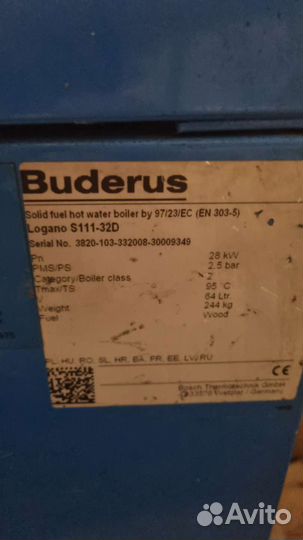 Buderus
Solid fuel hot water boiler by 97/23/EC (EN 303-5)
Logano S111-32D
Serial No. 3820-103-332008-30009349
Pn 28 kW
PMS/PS 2.5 bar
Category/Boiler class 2
Tmax/TS 95 °C
V 64 Ltr.
Weight 244 kg
Fuel Wood
PL, HU, RO, SL, HR, BA, FR, EE, LV, RU
Bosch Thermotechnik GmbH
Wetzlar / Germany
Avito